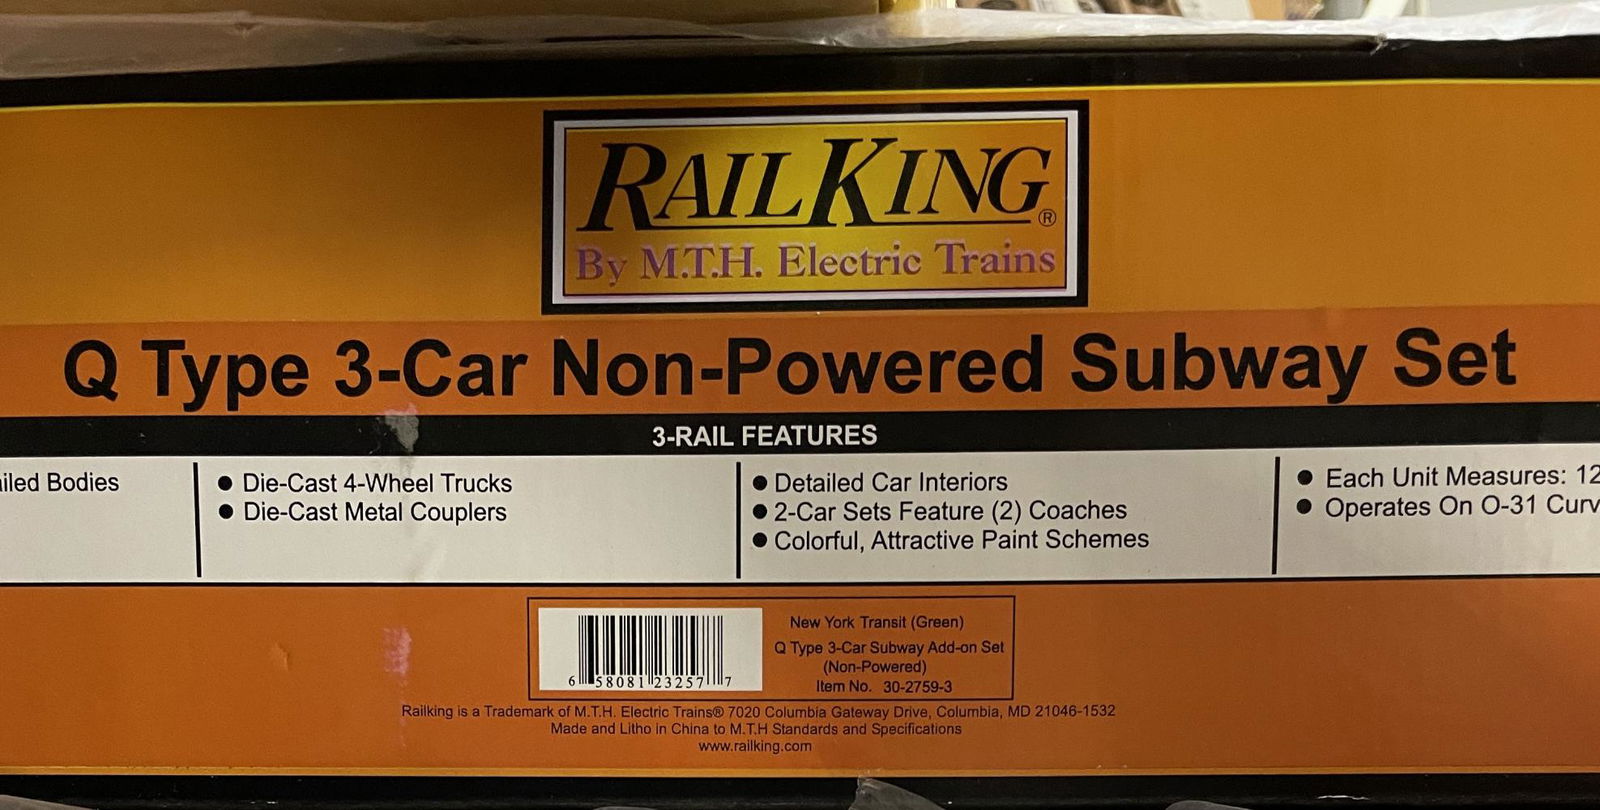 RAILKING®
By M.T.H. Electric Trains
Q Type 3-Car Non-Powered Subway Set
3-RAIL FEATURES
Bodies
● Die-Cast 4-Wheel Trucks
● Die-Cast Metal Couplers
● Detailed Car Interiors
● 2-Car Sets Feature (2) Coaches
● Colorful, Attractive Paint Schemes
● Each Unit Measures: 12
● Operates On O-31
6 58081 23257 7
New York Transit (Green)
Q Type 3-Car Subway Add-on Set
(Non-Powered)
Item No. 30-2759-3
Railking is a Trademark of M.T.H. Electric Trains® 7020 Columbia Gateway Drive, Columbia, MD 21046-1532
Made and Litho in China to M.T.H Standards and Specifications
www.railking.com